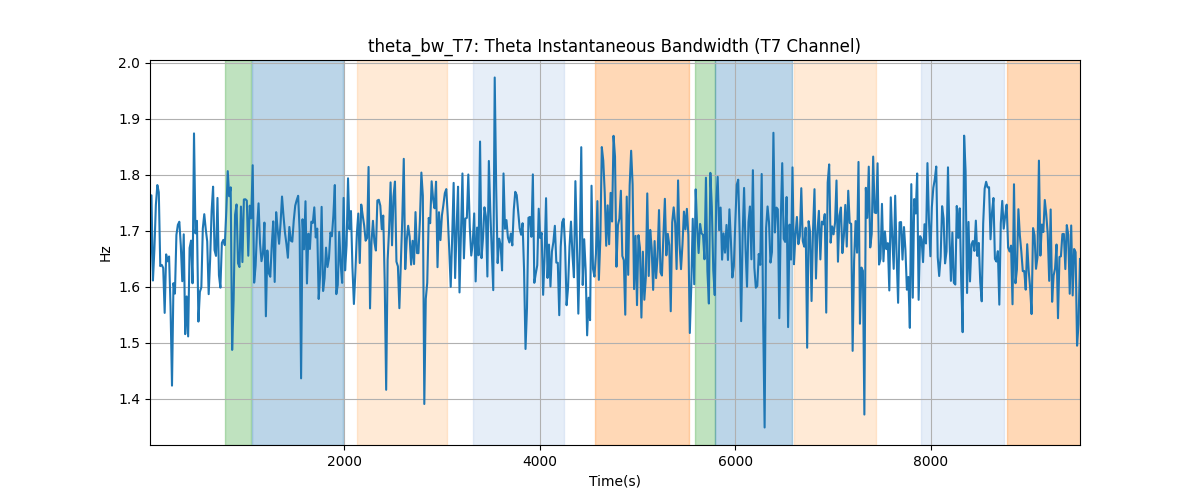 theta_bw_T7: Theta Instantaneous Bandwidth (T7 Channel)
2.0
1.9
1.8
1.7
1.6
1.5
1.4
Hz
2000 4000 6000 8000
Time(s)